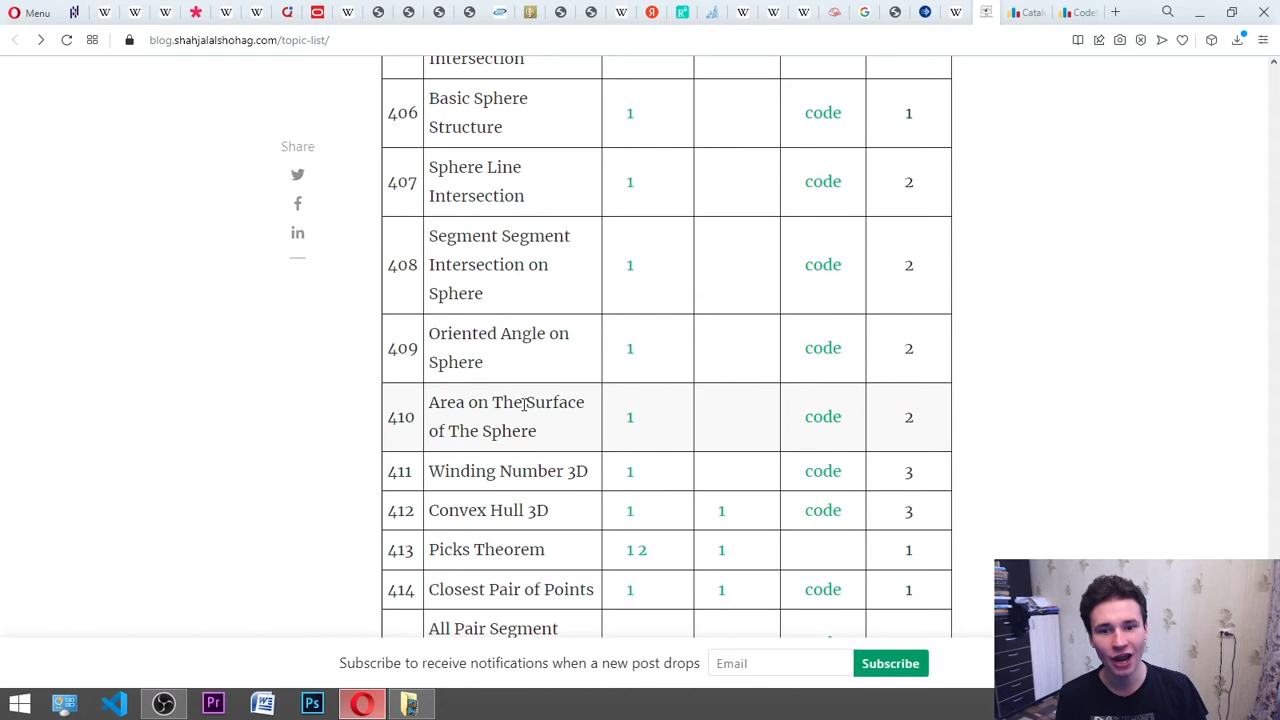 Menu
Catal
Codef
blog.shahjalalshohag.com/topic-list/
Share
Intersection
406 Basic Sphere Structure 1 code 1
407 Sphere Line Intersection 1 code 2
408 Segment Segment Intersection on Sphere 1 code 2
409 Oriented Angle on Sphere 1 code 2
410 Area on The Surface of The Sphere 1 code 2
411 Winding Number 3D 1 code 3
412 Convex Hull 3D 1 1 code 3
413 Picks Theorem 1 2 1 1
414 Closest Pair of Points 1 1 code 1
All Pair Segment
Subscribe to receive notifications when a new post drops
Email
Subscribe